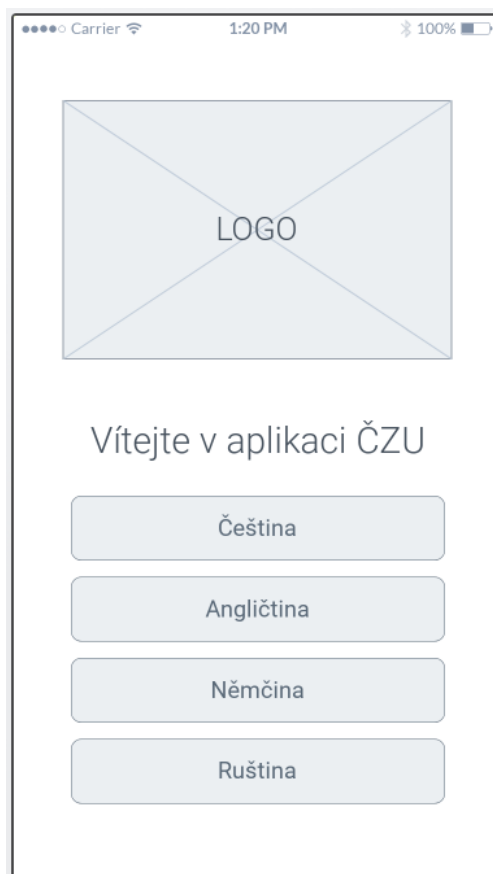 Carrier 1:20 PM 100%
LOGO
Vítejte v aplikaci ČZU
Čeština
Angličtina
Němčina
Ruština